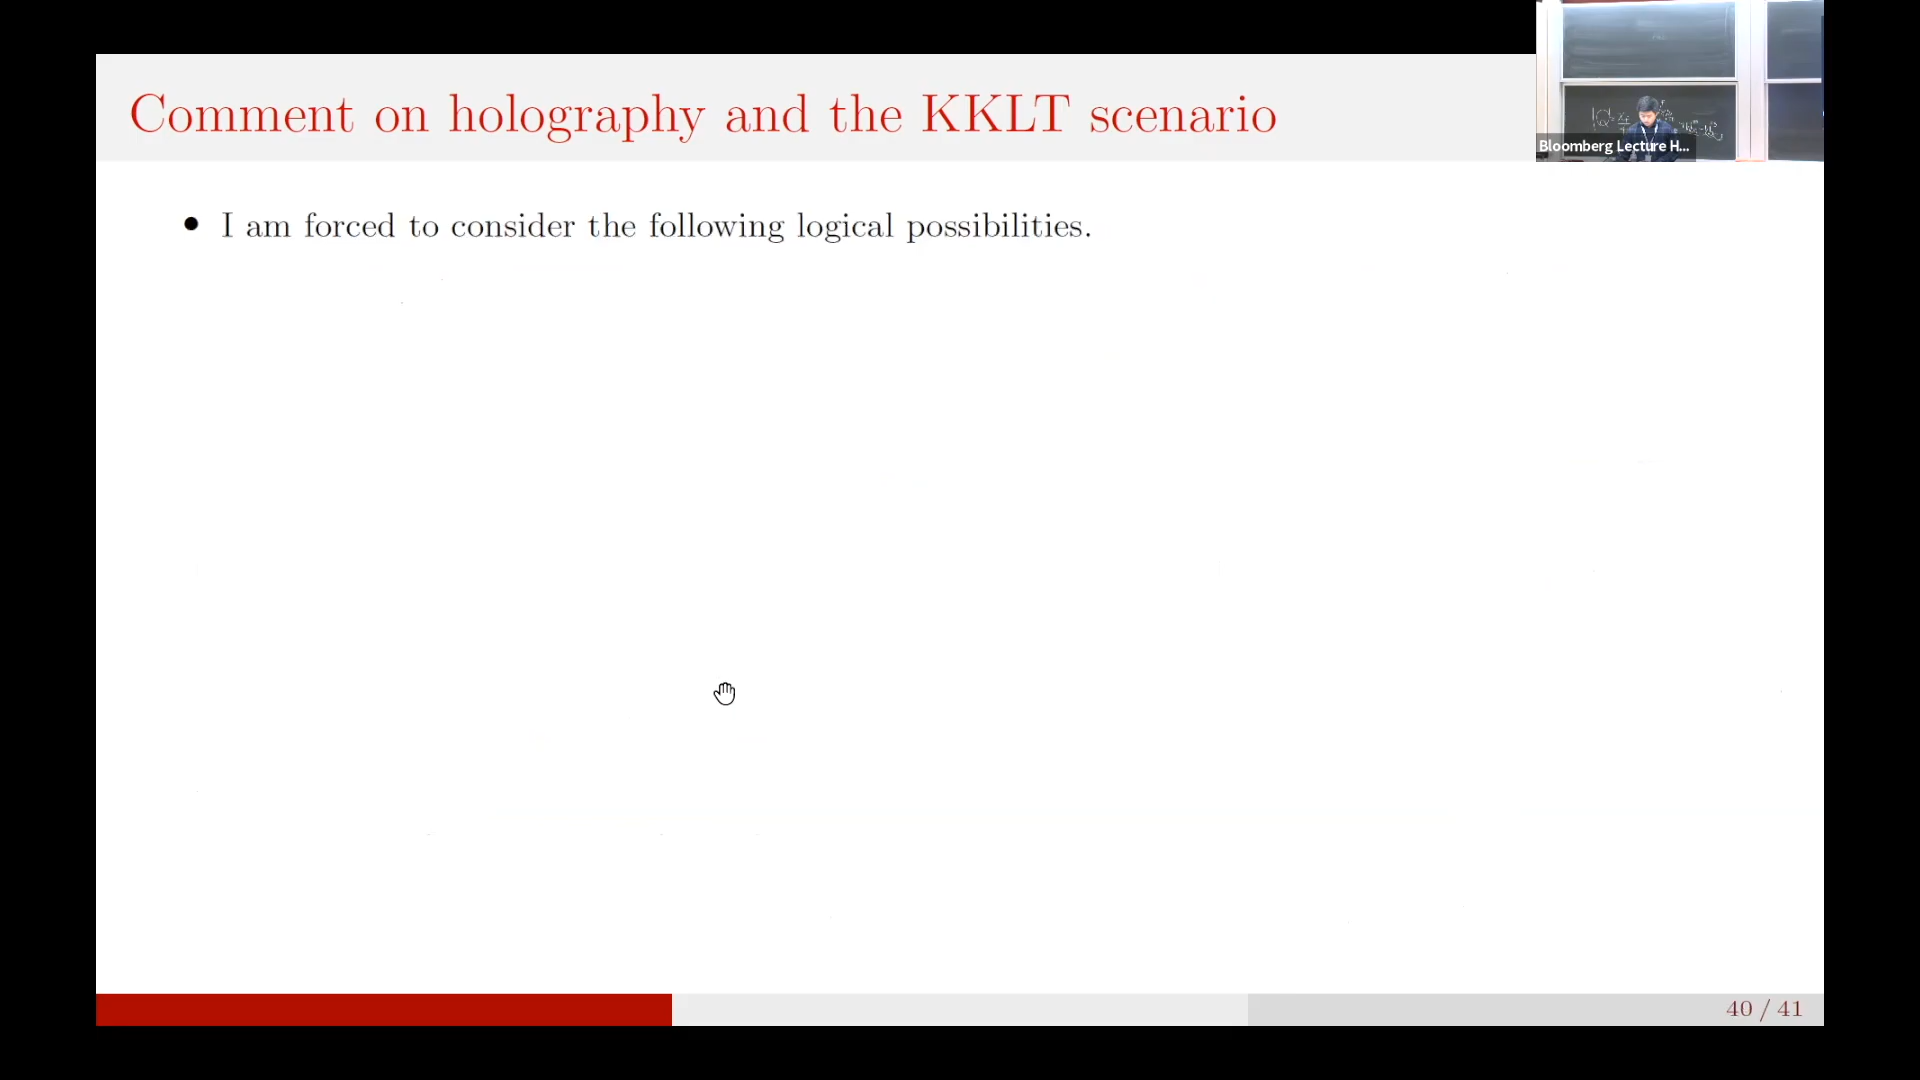 Comment on holography and the KKLT scenario
Bloomberg Lecture H...
• I am forced to consider the following logical possibilities.
40 / 41